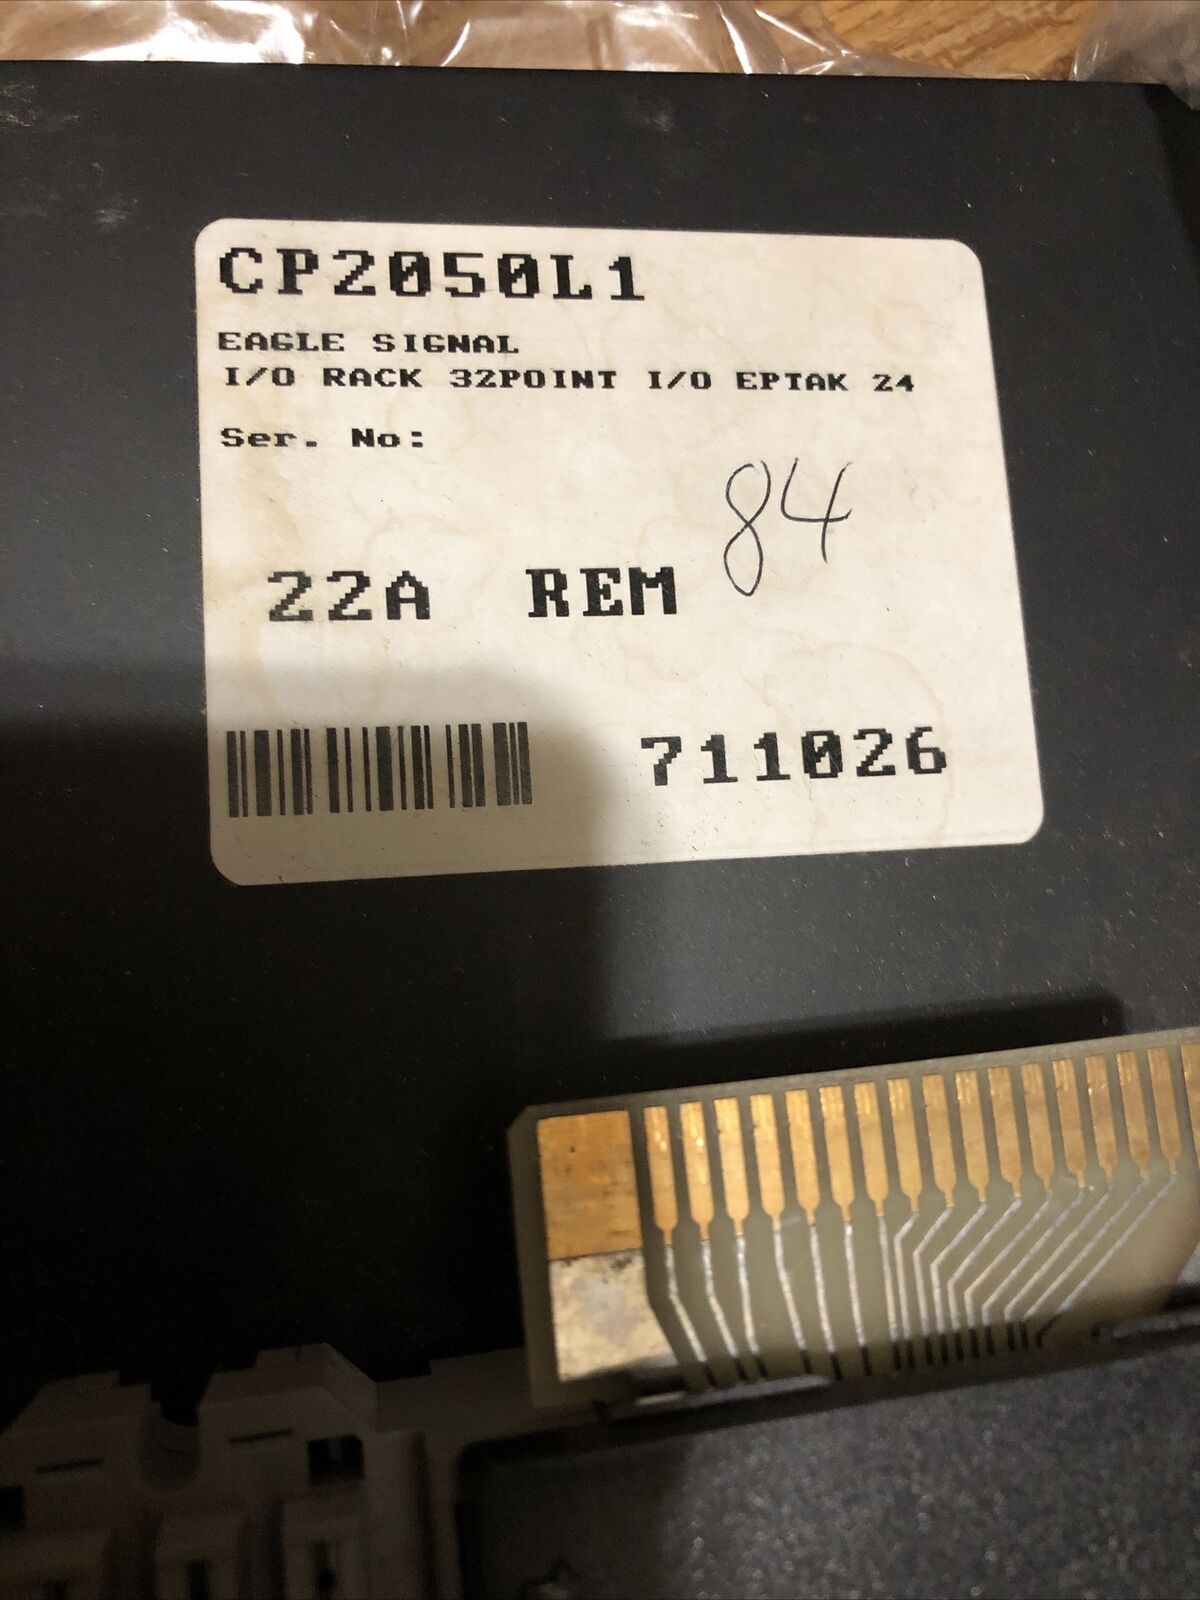 CP2050L1
EAGLE SIGNAL
I/O RACK 32POINT I/O EPTAK 24
Ser. No:
84
22A REM
711026